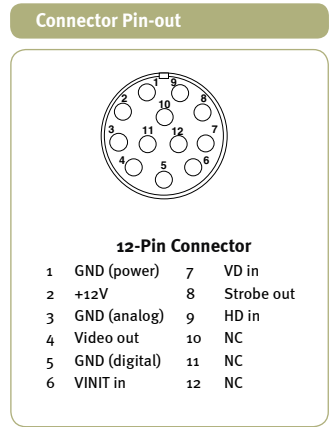 Connector Pin-out
1 9
2 8
10
3 11 12 7
4 6
5
12-Pin Connector
1 GND (power) 7 VD in
2 +12V 8 Strobe out
3 GND (analog) 9 HD in
4 Video out 10 NC
5 GND (digital) 11 NC
6 VINIT in 12 NC